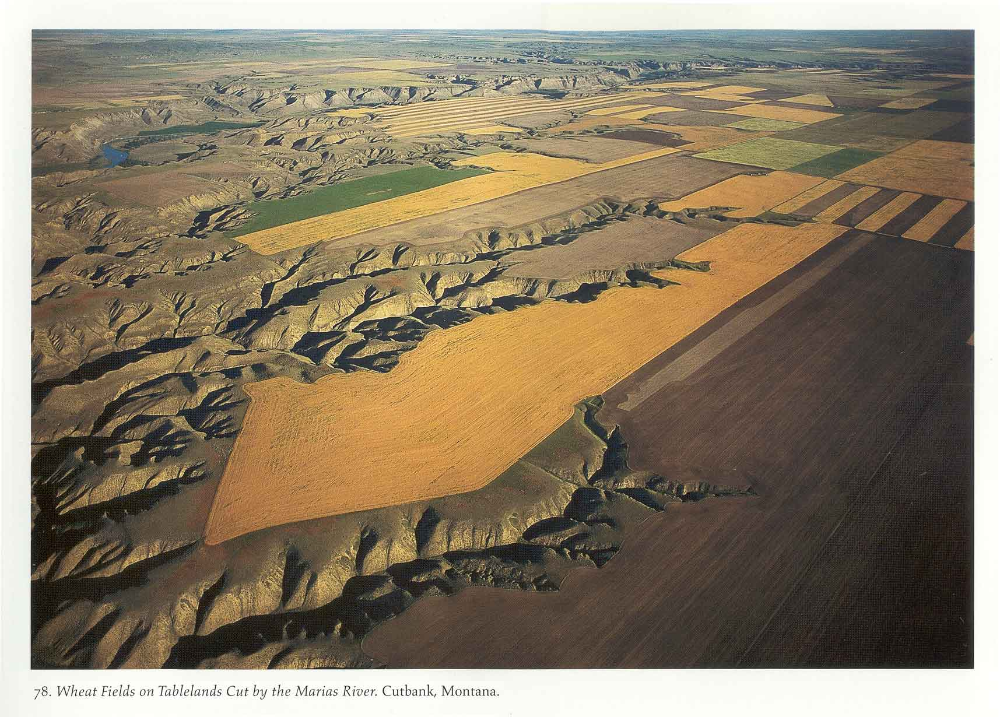 78. Wheat Fields on Tablelands Cut by the Marias River. Cutbank, Montana.